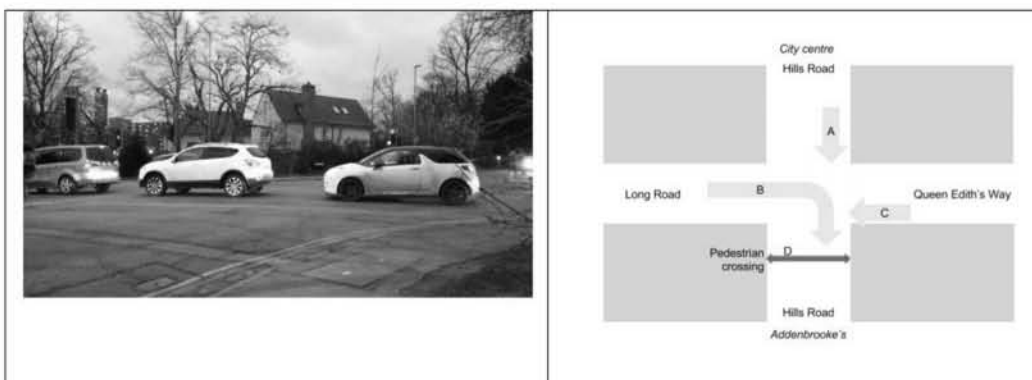 City centre
Hills Road
A
Long Road
B
Queen Edith's Way
C
Pedestrian
crossing
D
Hills Road
Addenbrooke's